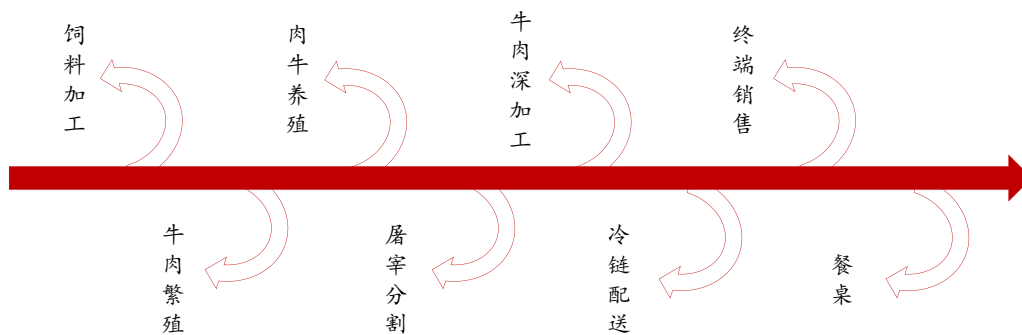 饲料加工
肉牛养殖
牛肉深加工
终端销售
牛肉繁殖
屠宰分割
冷链配送
餐桌